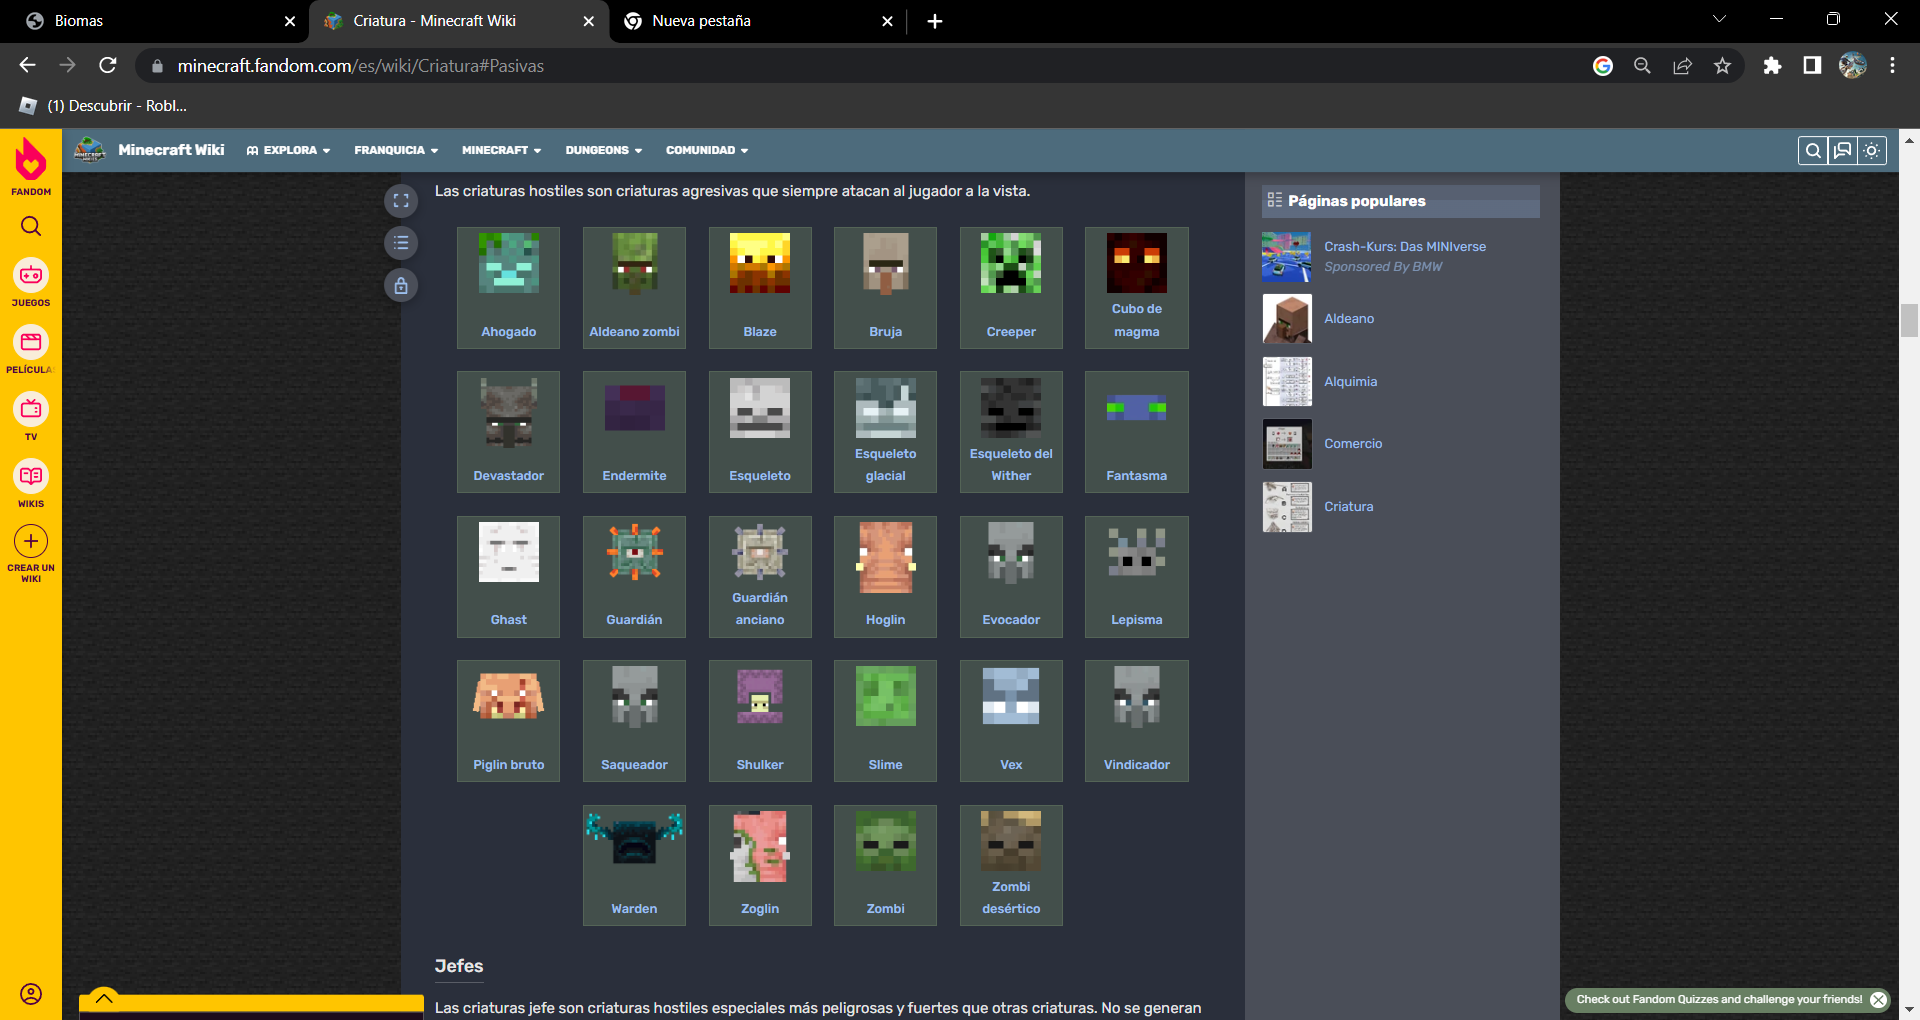 Biomas
Criatura - Minecraft Wiki
Nueva pestaña
minecraft.fandom.com/es/wiki/Criatura#Pasivas
(1) Descubrir - Robl...
FANDOM
JUEGOS
PELÍCULA
TV
WIKIS
CREAR UN
WIKI
Minecraft Wiki
EXPLORA
FRANQUICIA
MINECRAFT
DUNGEONS
COMUNIDAD
Las criaturas hostiles son criaturas agresivas que siempre atacan al jugador a la vista.
Ahogado
Aldeano zombi
Blaze
Bruja
Creeper
Cubo de
magma
Devastador
Endermite
Esqueleto
Esqueleto
glacial
Esqueleto del
Wither
Fantasma
Ghast
Guardián
Guardián
anciano
Hoglin
Evocador
Lepisma
Piglin bruto
Saqueador
Shulker
Slime
Vex
Vindicador
Warden
Zoglin
Zombi
Zombi
desértico
Jefes
Las criaturas jefe son criaturas hostiles especiales más peligrosas y fuertes que otras criaturas. No se generan
Páginas populares
Crash-Kurs: Das MINIverse
Sponsored By BMW
Aldeano
Alquimia
Comercio
Criatura
Check out Fandom Quizzes and challenge your friends!